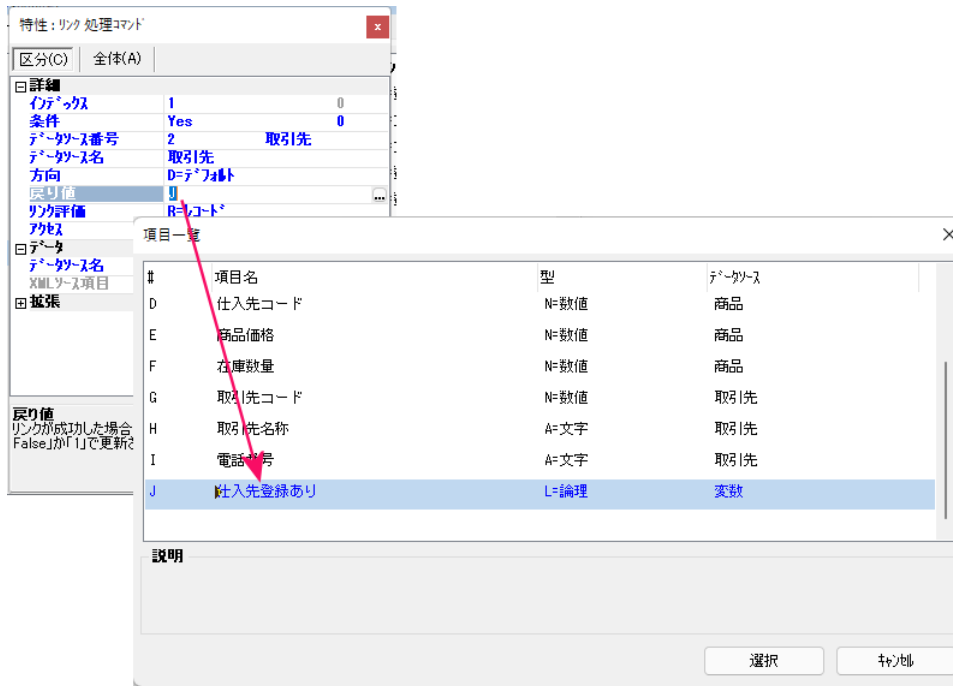 特性 : ﾘﾝｸ 処理ｺﾏﾝﾄﾞ
x
区分(C) 全体(A)
詳細
ｲﾝﾃﾞｯｸｽ 1 0
条件 Yes 0
ﾃﾞｰﾀｿｰｽ番号 2 取引先
ﾃﾞｰﾀｿｰｽ名 取引先
方向 D=ﾃﾞﾌｫﾙﾄ
戻り値 J ...
ﾘﾝｸ評価 R=ﾚｺｰﾄﾞ
ｱｸｾｽ
ﾃﾞｰﾀ
ﾃﾞｰﾀｿｰｽ名
XMLｿｰｽ項目
拡張
戻り値
リンクが成功した場合
False」か「1」で更新さ
項目一覧
# 項目名 型 ﾃﾞｰﾀｿｰｽ
D 仕入先コード N=数値 商品
E 商品価格 N=数値 商品
F 在庫数量 N=数値 商品
G 取引先コード N=数値 取引先
H 取引先名称 A=文字 取引先
I 電話番号 A=文字 取引先
J 仕入先登録あり L=論理 変数
説明
選択 ｷｬﾝｾﾙ